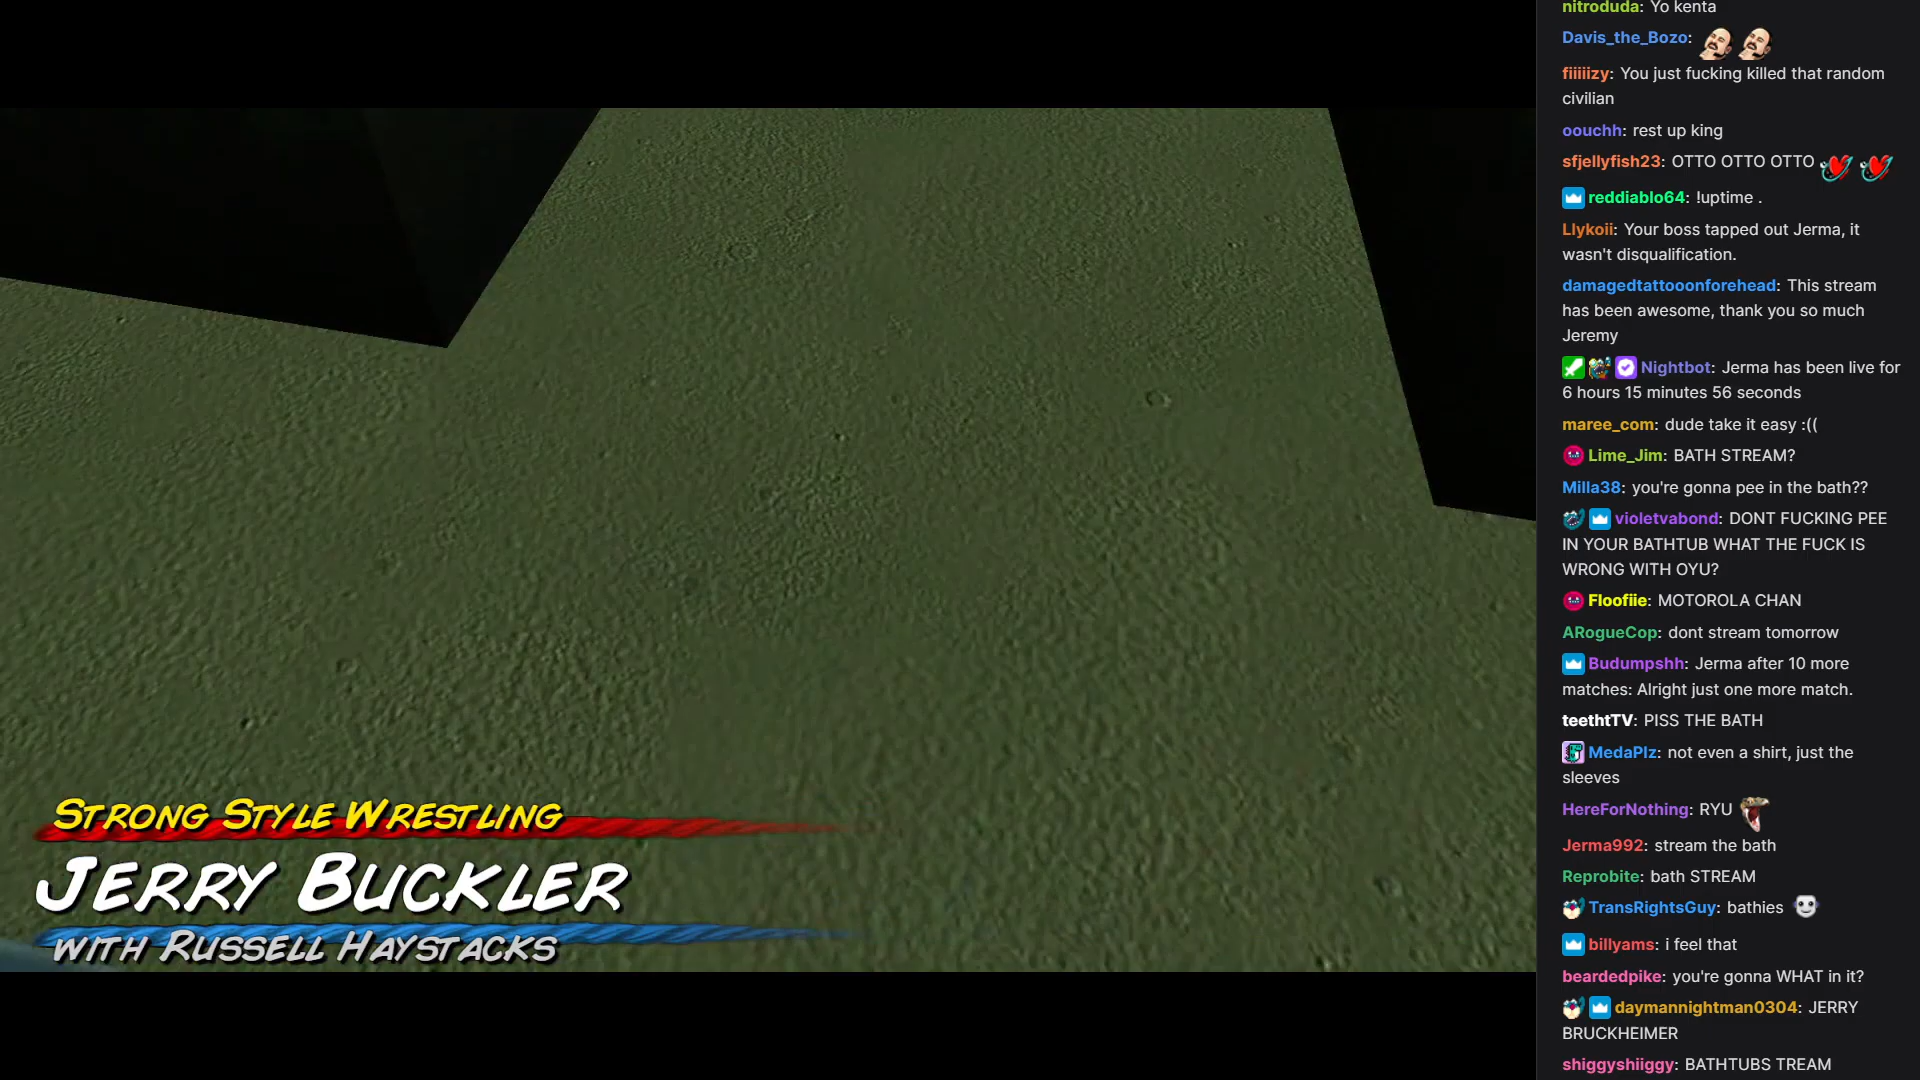 STRONG STYLE WRESTLING
JERRY BUCKLER
WITH RUSSELL HAYSTACKS
nitroduda: Yo kenta
Davis_the_Bozo:
fiiiiizy: You just fucking killed that random
civilian
oouchh: rest up king
sfjellyfish23: OTTO OTTO OTTO
reddiablo64: !uptime .
Llykoii: Your boss tapped out Jerma, it
wasn't disqualification.
damagedtattooonforehead: This stream
has been awesome, thank you so much
Jeremy
Nightbot: Jerma has been live for
6 hours 15 minutes 56 seconds
maree_com: dude take it easy :((
Lime_Jim: BATH STREAM?
Milla38: you're gonna pee in the bath??
violetvabond: DONT FUCKING PEE
IN YOUR BATHTUB WHAT THE FUCK IS
WRONG WITH OYU?
Floofiie: MOTOROLA CHAN
ARogueCop: dont stream tomorrow
Budumpshh: Jerma after 10 more
matches: Alright just one more match.
teethtTV: PISS THE BATH
MedaPlz: not even a shirt, just the
sleeves
HereForNothing: RYU
Jerma992: stream the bath
Reprobite: bath STREAM
TransRightsGuy: bathies
billyams: i feel that
beardedpike: you're gonna WHAT in it?
daymannightman0304: JERRY
BRUCKHEIMER
shiggyshiiggy: BATHTUBS TREAM